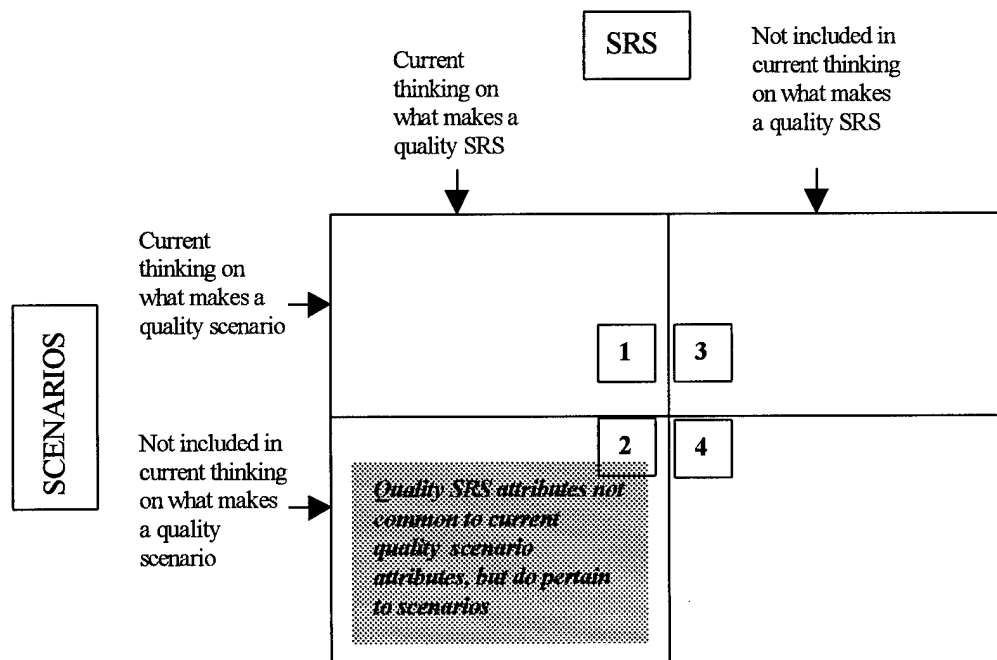 SRS
Current
thinking on
what makes a
quality SRS
Not included in
current thinking
on what makes
a quality SRS
SCENARIOS
Current
thinking on
what makes a
quality scenario
1
3
Not included in
current thinking
on what makes
a quality
scenario
2
4
Quality SRS attributes not
common to current
quality scenario
attributes, but do pertain
to scenarios